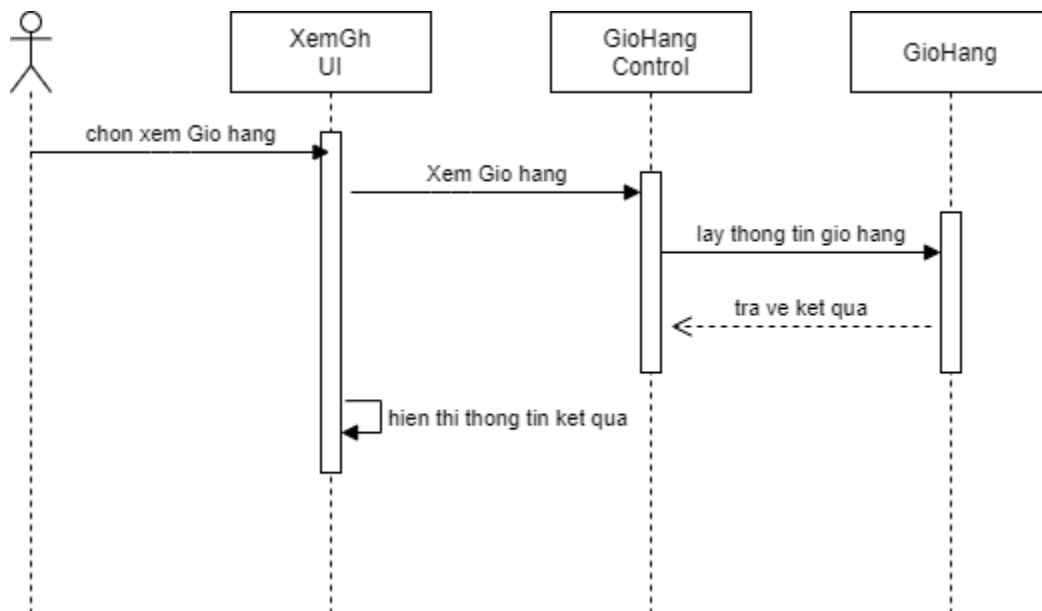 XemGh
UI
GioHang
Control
GioHang
chon xem Gio hang
Xem Gio hang
lay thong tin gio hang
tra ve ket qua
hien thi thong tin ket qua